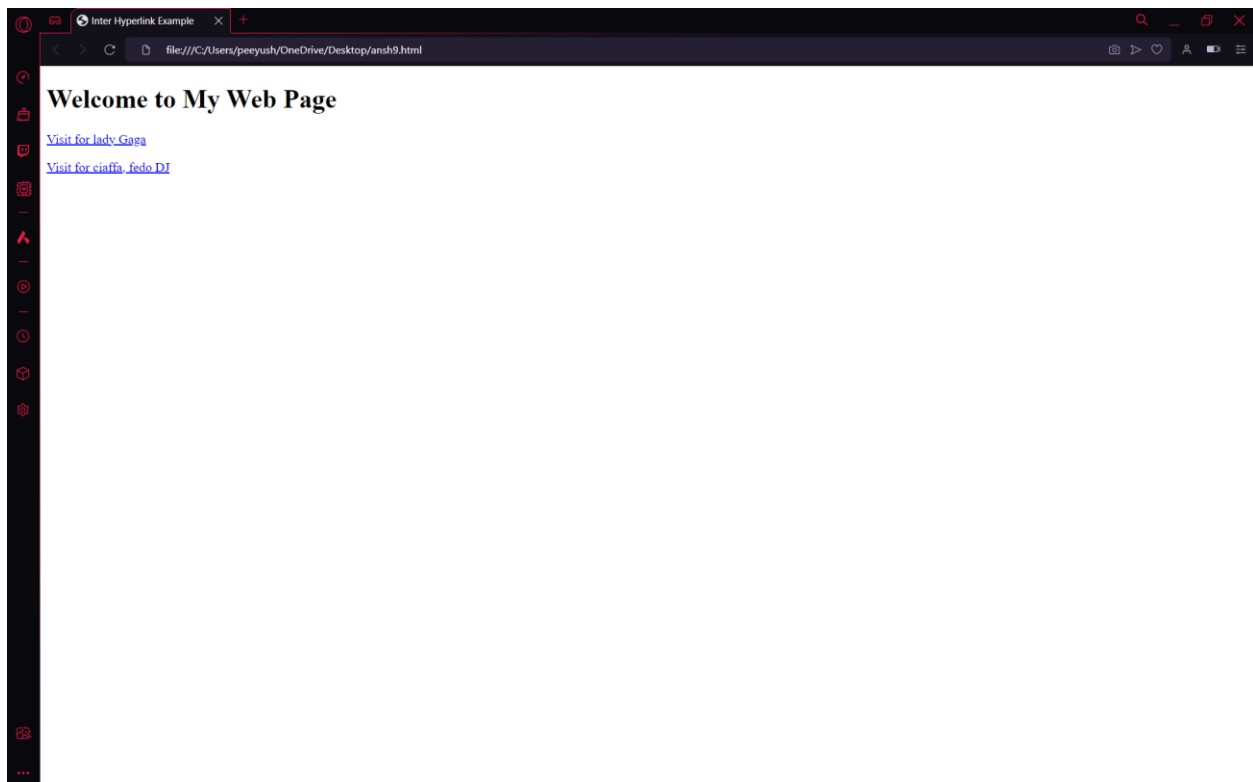 Inter Hyperlink Example
file:///C:/Users/peeyush/OneDrive/Desktop/ansh9.html
Welcome to My Web Page
Visit for lady Gaga
Visit for ciaffa, fedo DJ